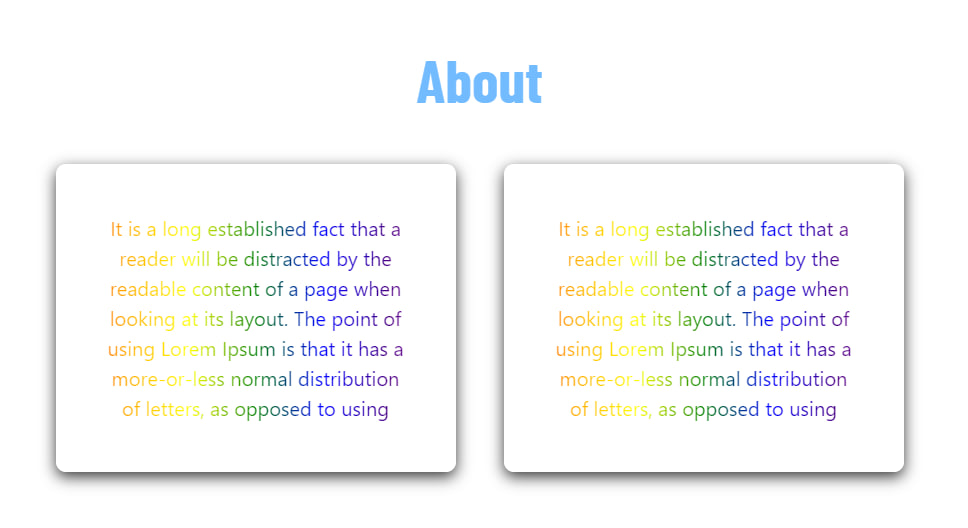 About
It is a long established fact that a
reader will be distracted by the
readable content of a page when
looking at its layout. The point of
using Lorem Ipsum is that it has a
more-or-less normal distribution
of letters, as opposed to using
It is a long established fact that a
reader will be distracted by the
readable content of a page when
looking at its layout. The point of
using Lorem Ipsum is that it has a
more-or-less normal distribution
of letters, as opposed to using